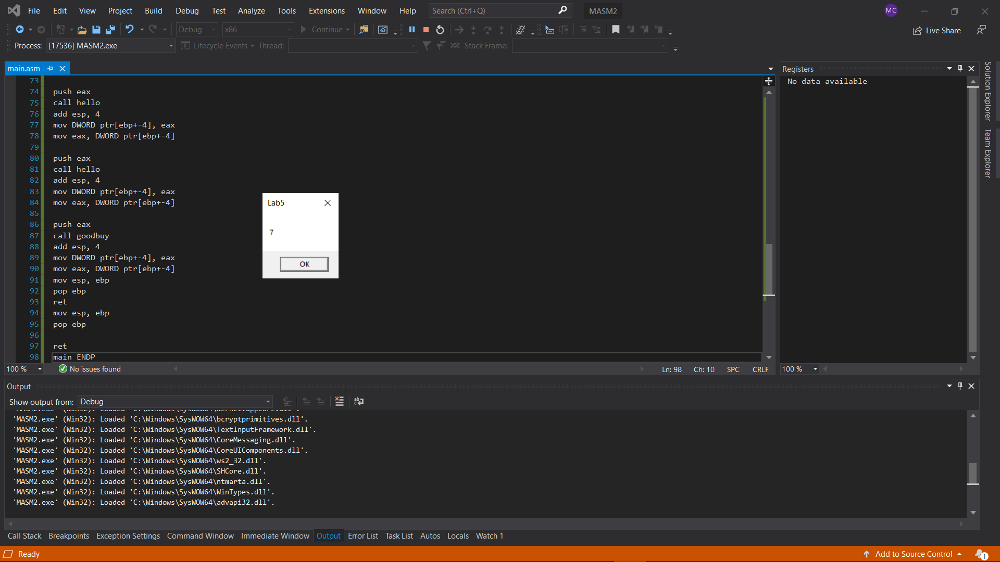 File Edit View Project Build Debug Test Analyze Tools Extensions Window Help Search (Ctrl+Q) MASM2 MC
Debug x86 Continue Live Share
Process: [17536] MASM2.exe Lifecycle Events Thread: Stack Frame:
main.asm
73
74 push eax
75 call hello
76 add esp, 4
77 mov DWORD ptr[ebp+-4], eax
78 mov eax, DWORD ptr[ebp+-4]
79
80 push eax
81 call hello
82 add esp, 4
83 mov DWORD ptr[ebp+-4], eax
84 mov eax, DWORD ptr[ebp+-4]
85
86 push eax
87 call goodbuy
88 add esp, 4
89 mov DWORD ptr[ebp+-4], eax
90 mov eax, DWORD ptr[ebp+-4]
91 mov esp, ebp
92 pop ebp
93 ret
94 mov esp, ebp
95 pop ebp
96
97 ret
98 main ENDP
100 % No issues found Ln: 98 Ch: 10 SPC CRLF
Lab5
7
OK
Registers
No data available
100 %
Solution Explorer
Team Explorer
Output
Show output from: Debug
'MASM2.exe' (Win32): Loaded 'C:\Windows\SysWOW64\kernel.appcore.dll'.
'MASM2.exe' (Win32): Loaded 'C:\Windows\SysWOW64\bcryptprimitives.dll'.
'MASM2.exe' (Win32): Loaded 'C:\Windows\SysWOW64\TextInputFramework.dll'.
'MASM2.exe' (Win32): Loaded 'C:\Windows\SysWOW64\CoreMessaging.dll'.
'MASM2.exe' (Win32): Loaded 'C:\Windows\SysWOW64\CoreUIComponents.dll'.
'MASM2.exe' (Win32): Loaded 'C:\Windows\SysWOW64\ws2_32.dll'.
'MASM2.exe' (Win32): Loaded 'C:\Windows\SysWOW64\SHCore.dll'.
'MASM2.exe' (Win32): Loaded 'C:\Windows\SysWOW64\ntmarta.dll'.
'MASM2.exe' (Win32): Loaded 'C:\Windows\SysWOW64\WinTypes.dll'.
'MASM2.exe' (Win32): Loaded 'C:\Windows\SysWOW64\advapi32.dll'.
Call Stack Breakpoints Exception Settings Command Window Immediate Window Output Error List Task List Autos Locals Watch 1
Ready Add to Source Control 1